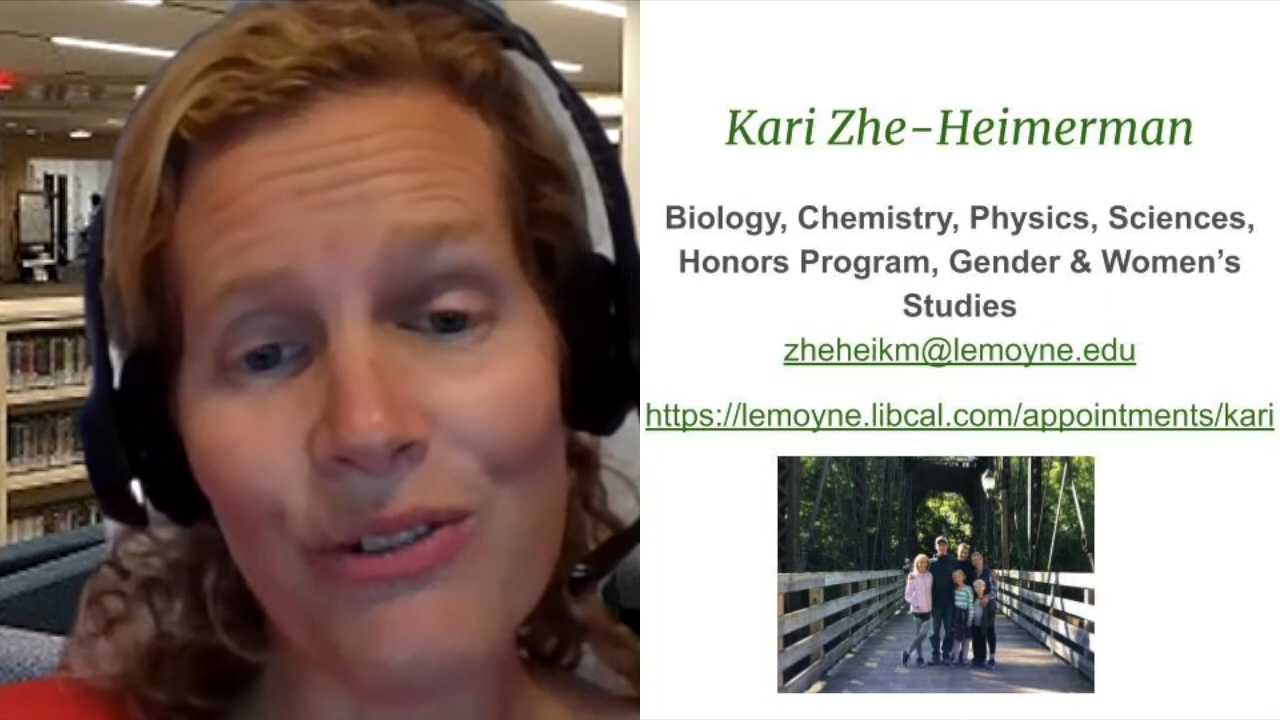 Kari Zhe-Heimerman
Biology, Chemistry, Physics, Sciences,
Honors Program, Gender & Women’s
Studies
zheheikm@lemoyne.edu
https://lemoyne.libcal.com/appointments/kari